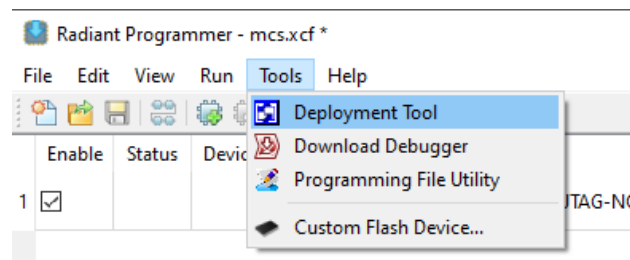 Radiant Programmer - mcs.xcf *
File Edit View Run Tools Help
Deployment Tool
Enable Status
Download Debugger
Programming File Utility
1
Custom Flash Device...